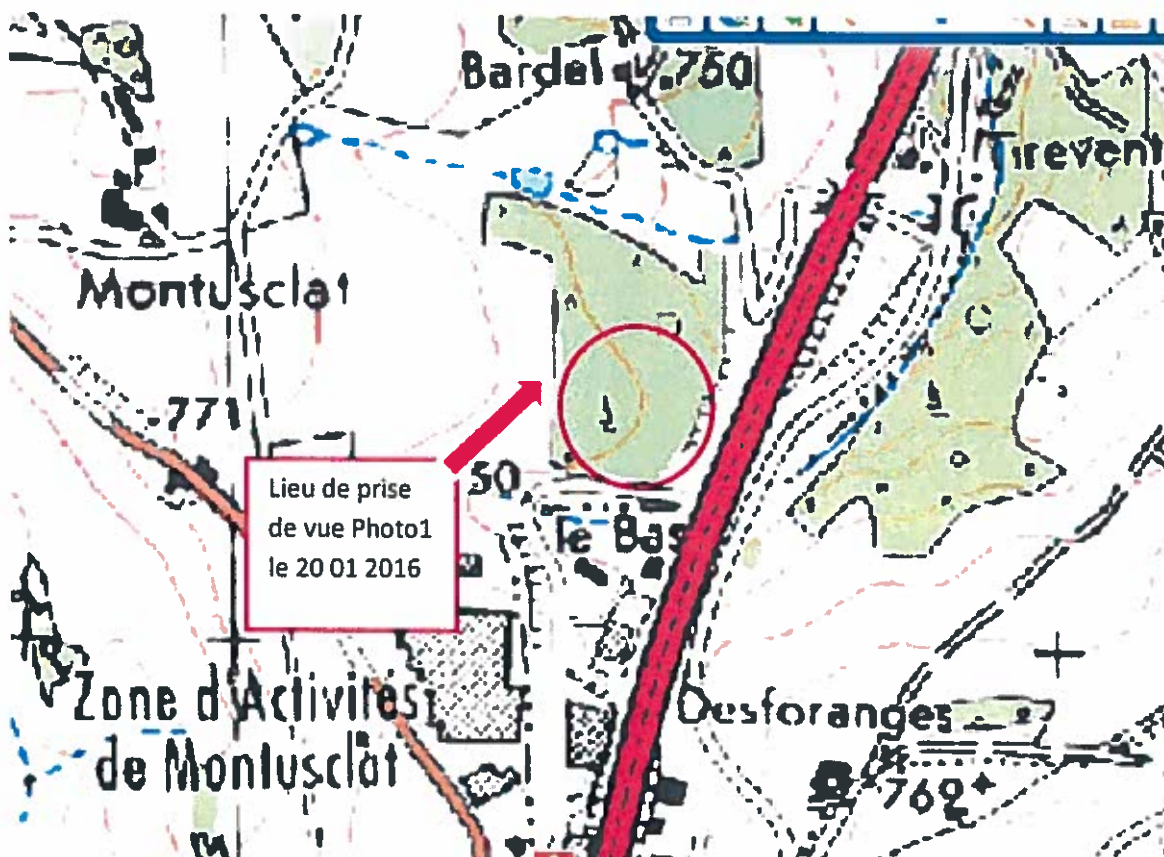 Bardel
.750
Montusclat
.771
Lieu de prise
de vue Photo1
le 20 01 2016
50
le Bas
Zone d'Activites
de Montusclat
Desforanges
769